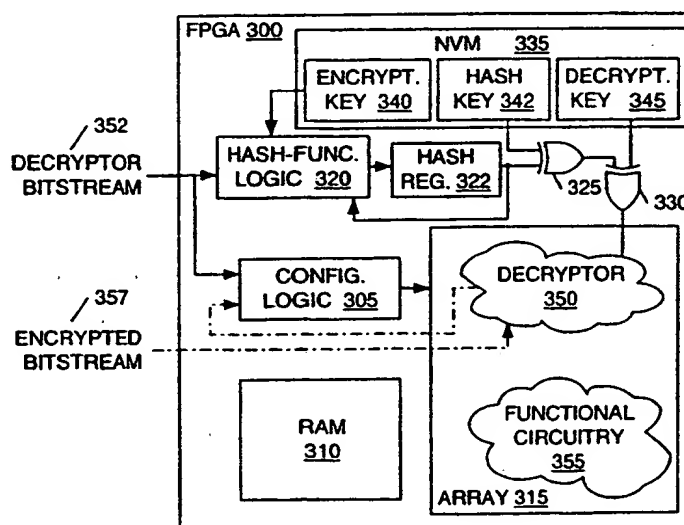 FPGA 300
NVM 335
ENCRYPT.
KEY 340
HASH
KEY 342
DECRYPT.
KEY 345
352
DECRYPTOR
BITSTREAM
HASH-FUNC.
LOGIC 320
HASH
REG. 322
325
330
357
ENCRYPTED
BITSTREAM
CONFIG.
LOGIC 305
DECRYPTOR
350
RAM
310
FUNCTIONAL
CIRCUITRY
355
ARRAY 315